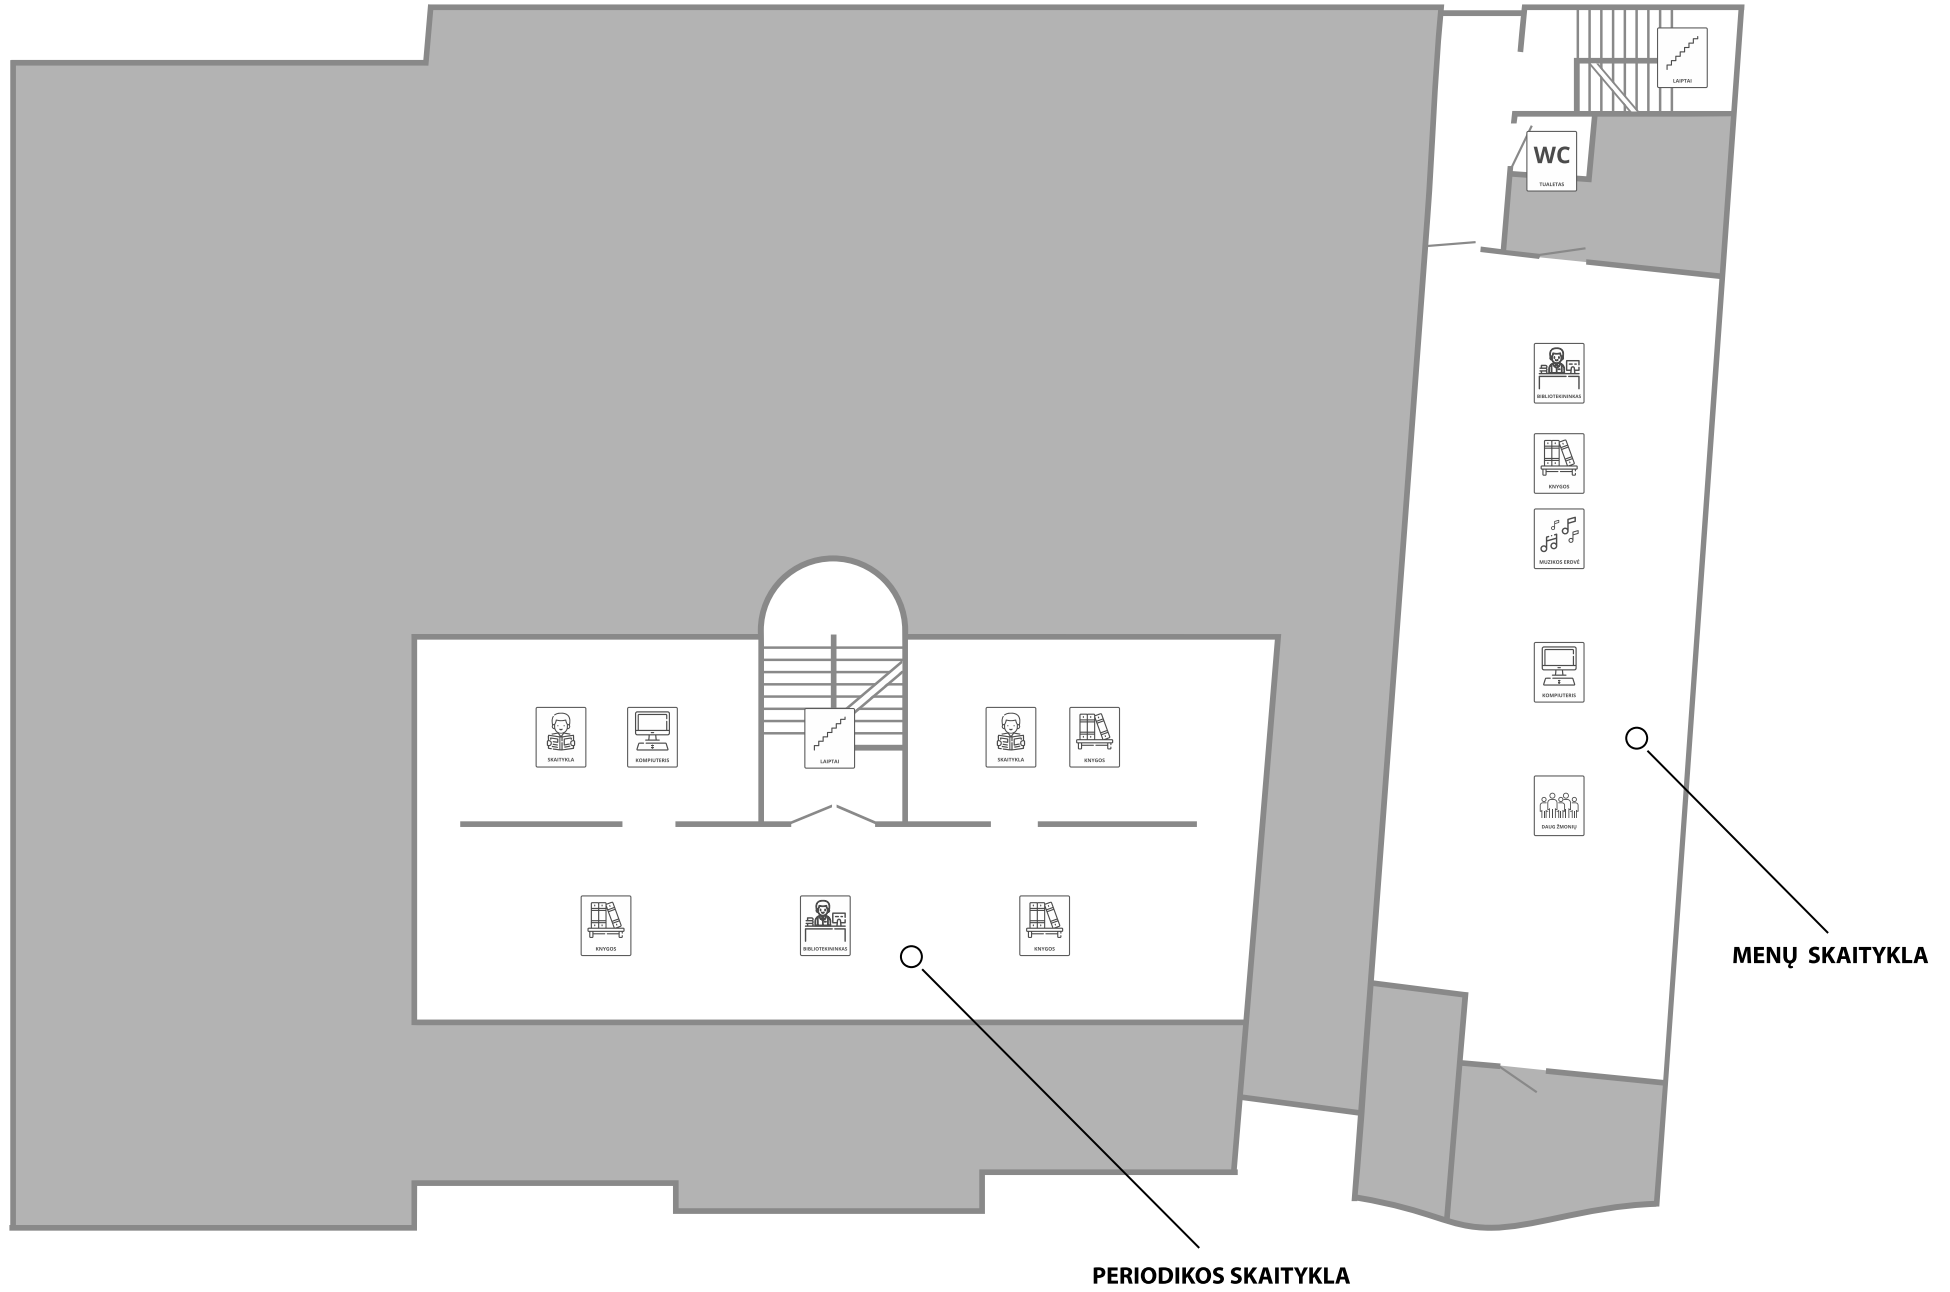 LAIPTAI
WC
TUALETAS
BIBLIOTEKININKAS
KNYGOS
MUZIKOS ERDVĖ
KOMPIUTERIS
DAUG ŽMONIŲ
SKAITYKLA
KOMPIUTERIS
LAIPTAI
SKAITYKLA
KNYGOS
KNYGOS
BIBLIOTEKININKAS
KNYGOS
MENŲ SKAITYKLA
PERIODIKOS SKAITYKLA